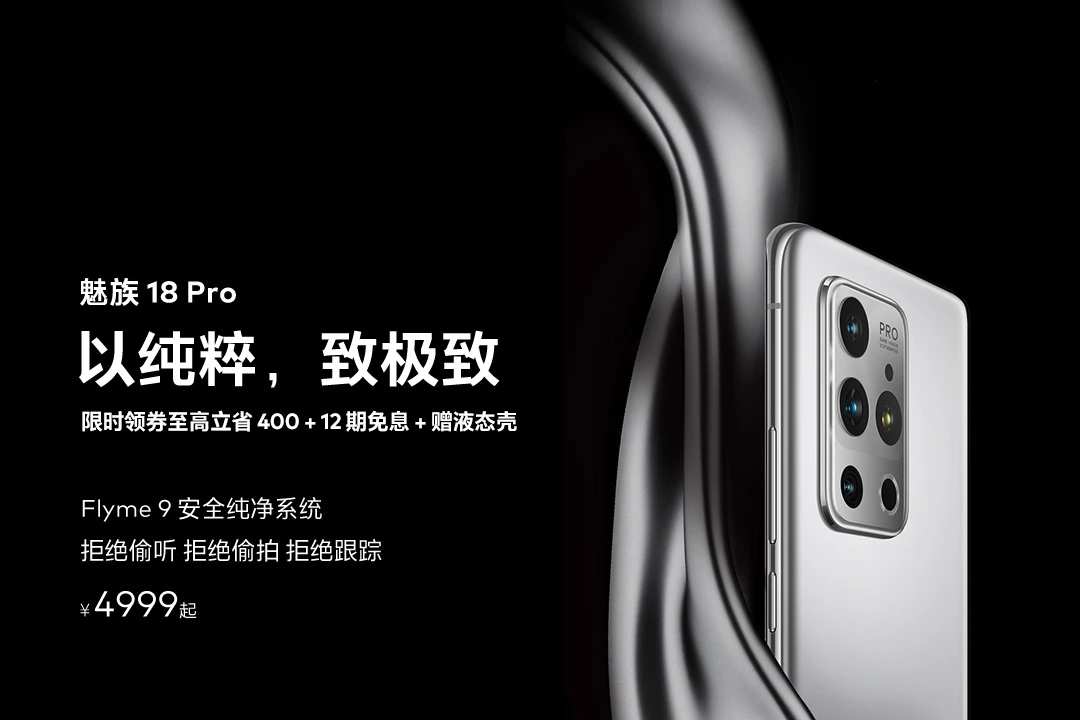 魅族 18 Pro
以纯粹，致极致
限时领券至高立省 400 + 12 期免息 + 赠液态壳
Flyme 9 安全纯净系统
拒绝偷听 拒绝偷拍 拒绝跟踪
¥4999起
PRO